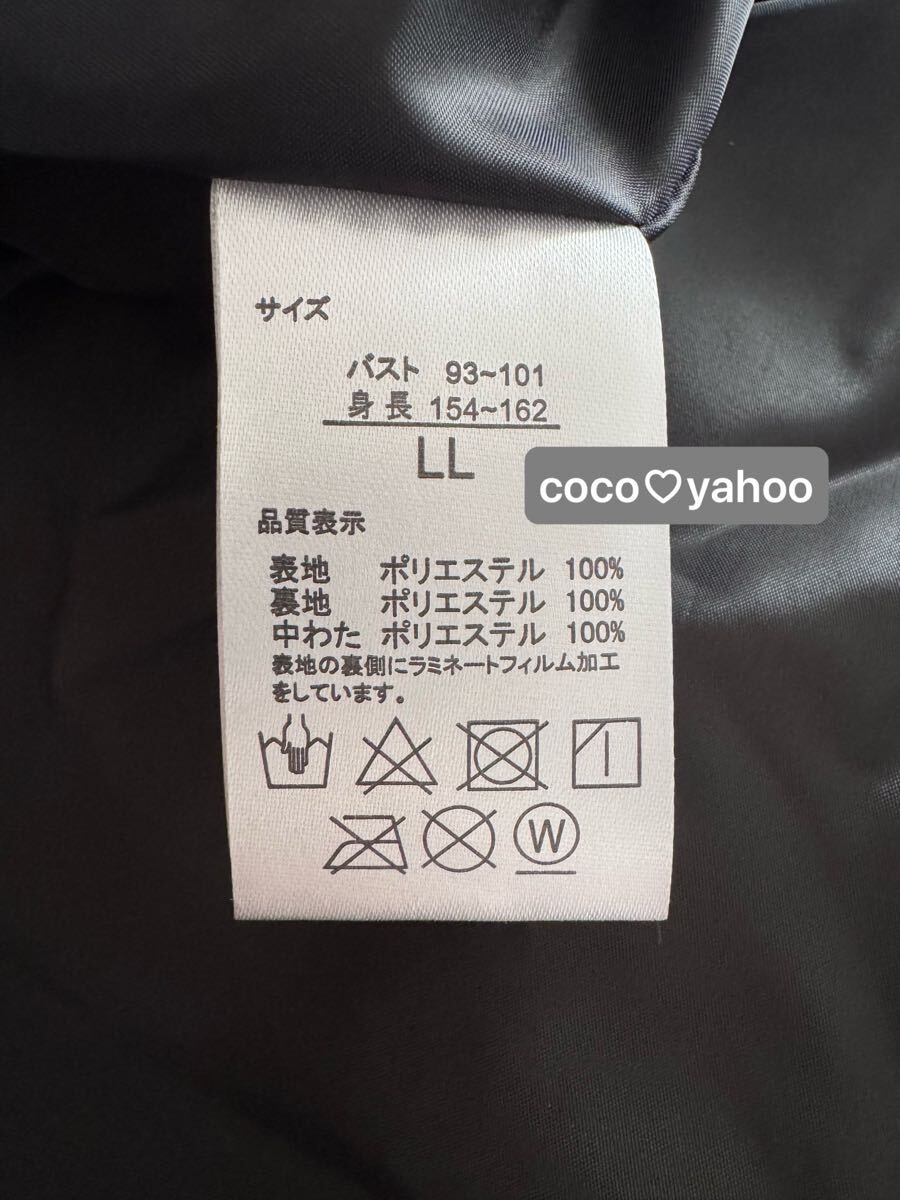 サイズ
バスト 93~101
身長 154~162
LL
coco♡yahoo
品質表示
表地 ポリエステル 100%
裏地 ポリエステル 100%
中わた ポリエステル 100%
表地の裏側にラミネートフィルム加工
をしています。
W